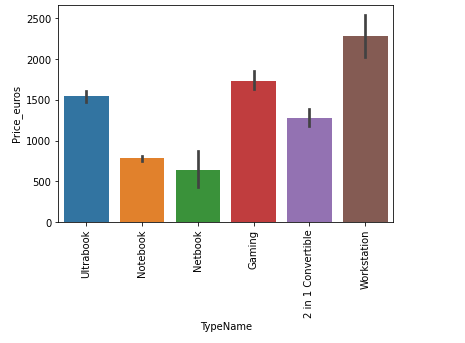 2500
2000
1500
1000
500
0
Price_euros
Ultrabook
Notebook
Netbook
Gaming
2 in 1 Convertible
Workstation
TypeName